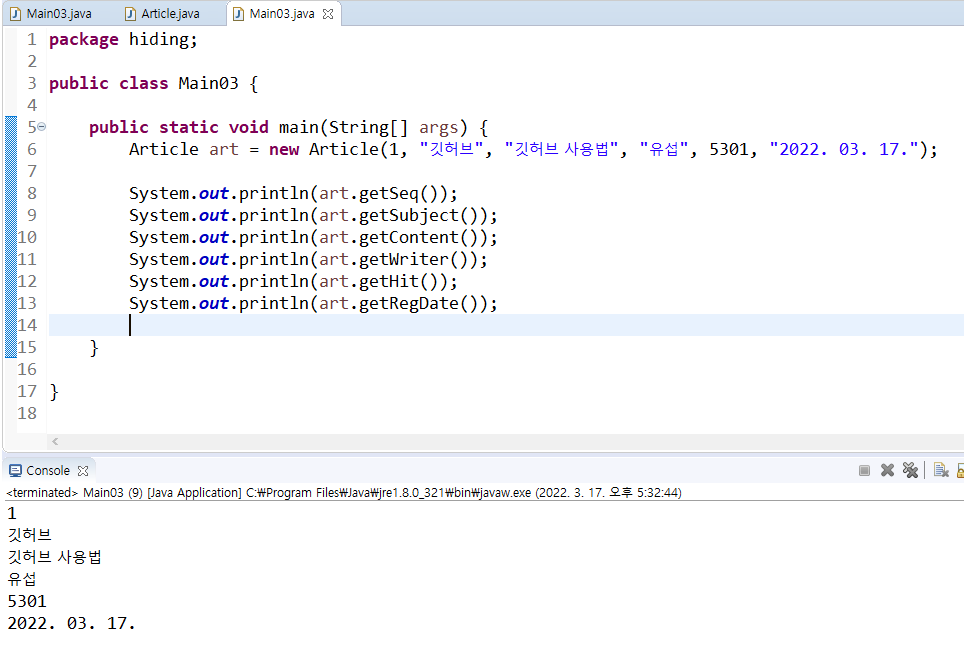 Main03.java Article.java Main03.java
1 package hiding;
2
3 public class Main03 {
4
5 public static void main(String[] args) {
6 Article art = new Article(1, "깃허브", "깃허브 사용법", "유섭", 5301, "2022. 03. 17.");
7
8 System.out.println(art.getSeq());
9 System.out.println(art.getSubject());
10 System.out.println(art.getContent());
11 System.out.println(art.getWriter());
12 System.out.println(art.getHit());
13 System.out.println(art.getRegDate());
14
15 }
16
17 }
18
Console
<terminated> Main03 (9) [Java Application] C:₩Program Files₩Java₩jre1.8.0_321₩bin₩javaw.exe (2022. 3. 17. 오후 5:32:44)
1
깃허브
깃허브 사용법
유섭
5301
2022. 03. 17.